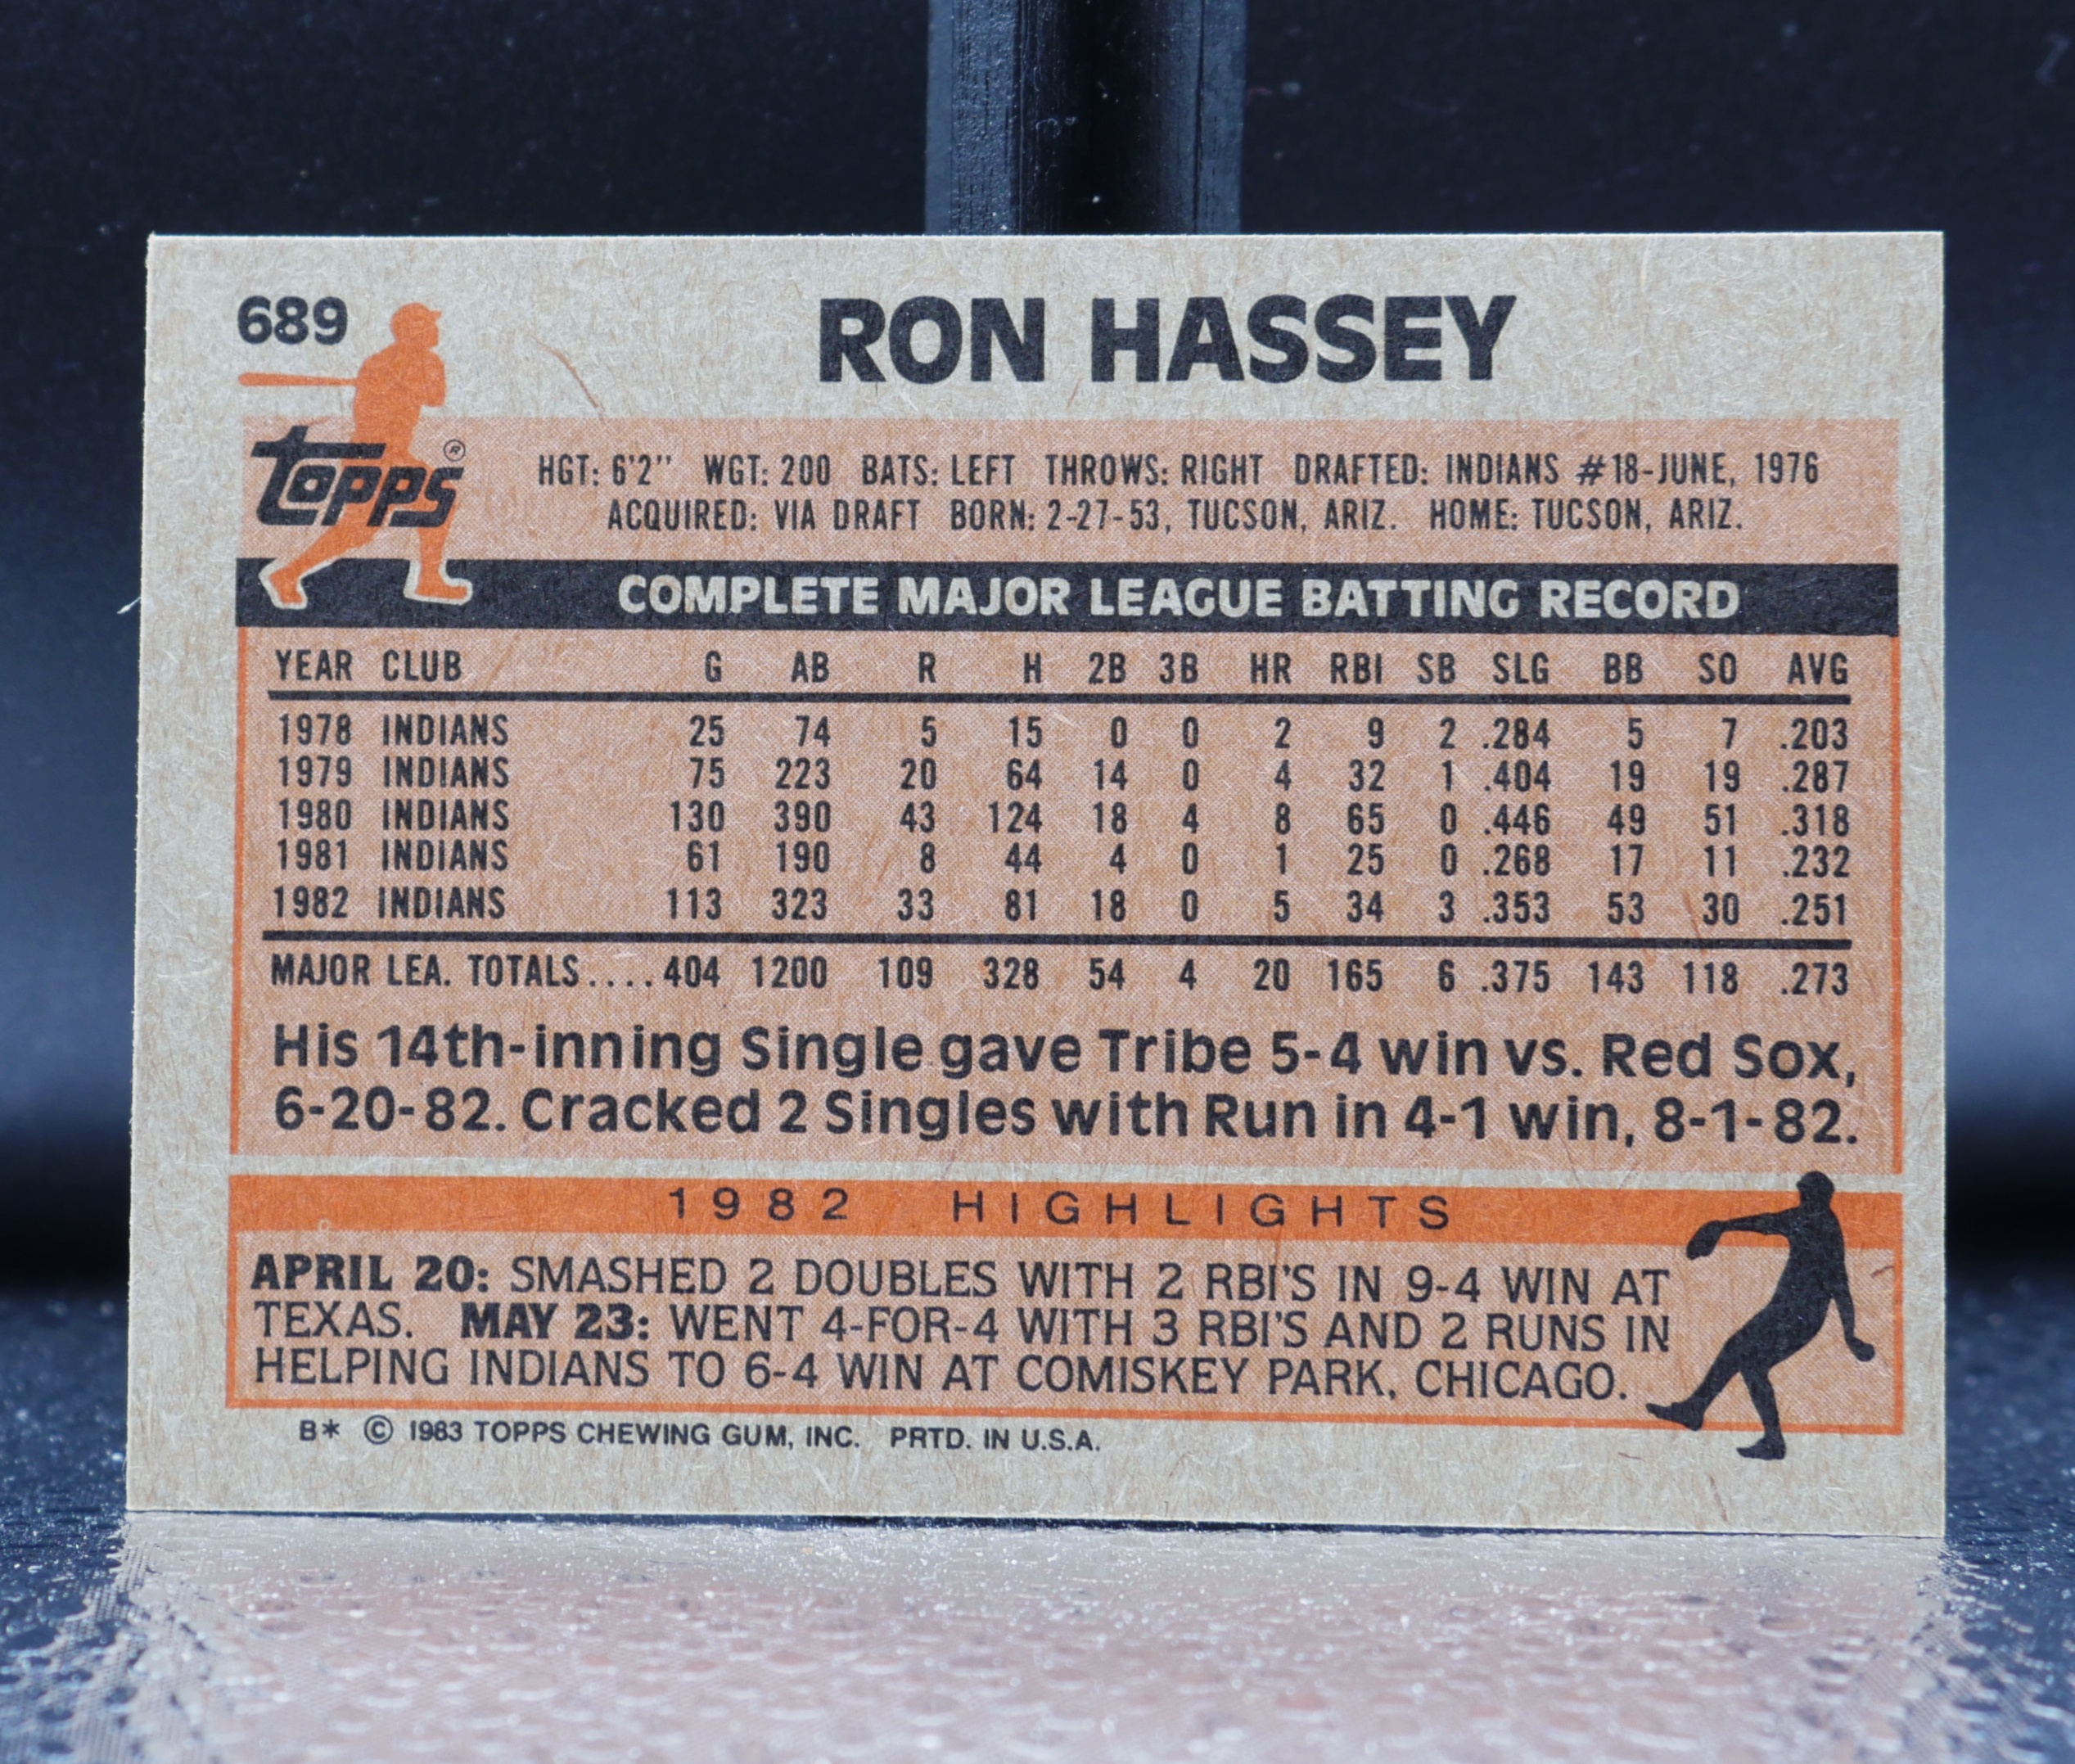 689
RON HASSEY
topps®
HGT: 6'2'' WGT: 200 BATS: LEFT THROWS: RIGHT DRAFTED: INDIANS #18-JUNE, 1976
ACQUIRED: VIA DRAFT BORN: 2-27-53, TUCSON, ARIZ. HOME: TUCSON, ARIZ.
COMPLETE MAJOR LEAGUE BATTING RECORD
YEAR CLUB G AB R H 2B 3B HR RBI SB SLG BB SO AVG
1978 INDIANS 25 74 5 15 0 0 2 9 2 .284 5 7 .203
1979 INDIANS 75 223 20 64 14 0 4 32 1 .404 19 19 .287
1980 INDIANS 130 390 43 124 18 4 8 65 0 .446 49 51 .318
1981 INDIANS 61 190 8 44 4 0 1 25 0 .268 17 11 .232
1982 INDIANS 113 323 33 81 18 0 5 34 3 .353 53 30 .251
MAJOR LEA. TOTALS....404 1200 109 328 54 4 20 165 6 .375 143 118 .273
His 14th-inning Single gave Tribe 5-4 win vs. Red Sox,
6-20-82. Cracked 2 Singles with Run in 4-1 win, 8-1-82.
1982 HIGHLIGHTS
APRIL 20: SMASHED 2 DOUBLES WITH 2 RBI'S IN 9-4 WIN AT
TEXAS. MAY 23: WENT 4-FOR-4 WITH 3 RBI'S AND 2 RUNS IN
HELPING INDIANS TO 6-4 WIN AT COMISKEY PARK, CHICAGO.
B* © 1983 TOPPS CHEWING GUM, INC. PRTD. IN U.S.A.